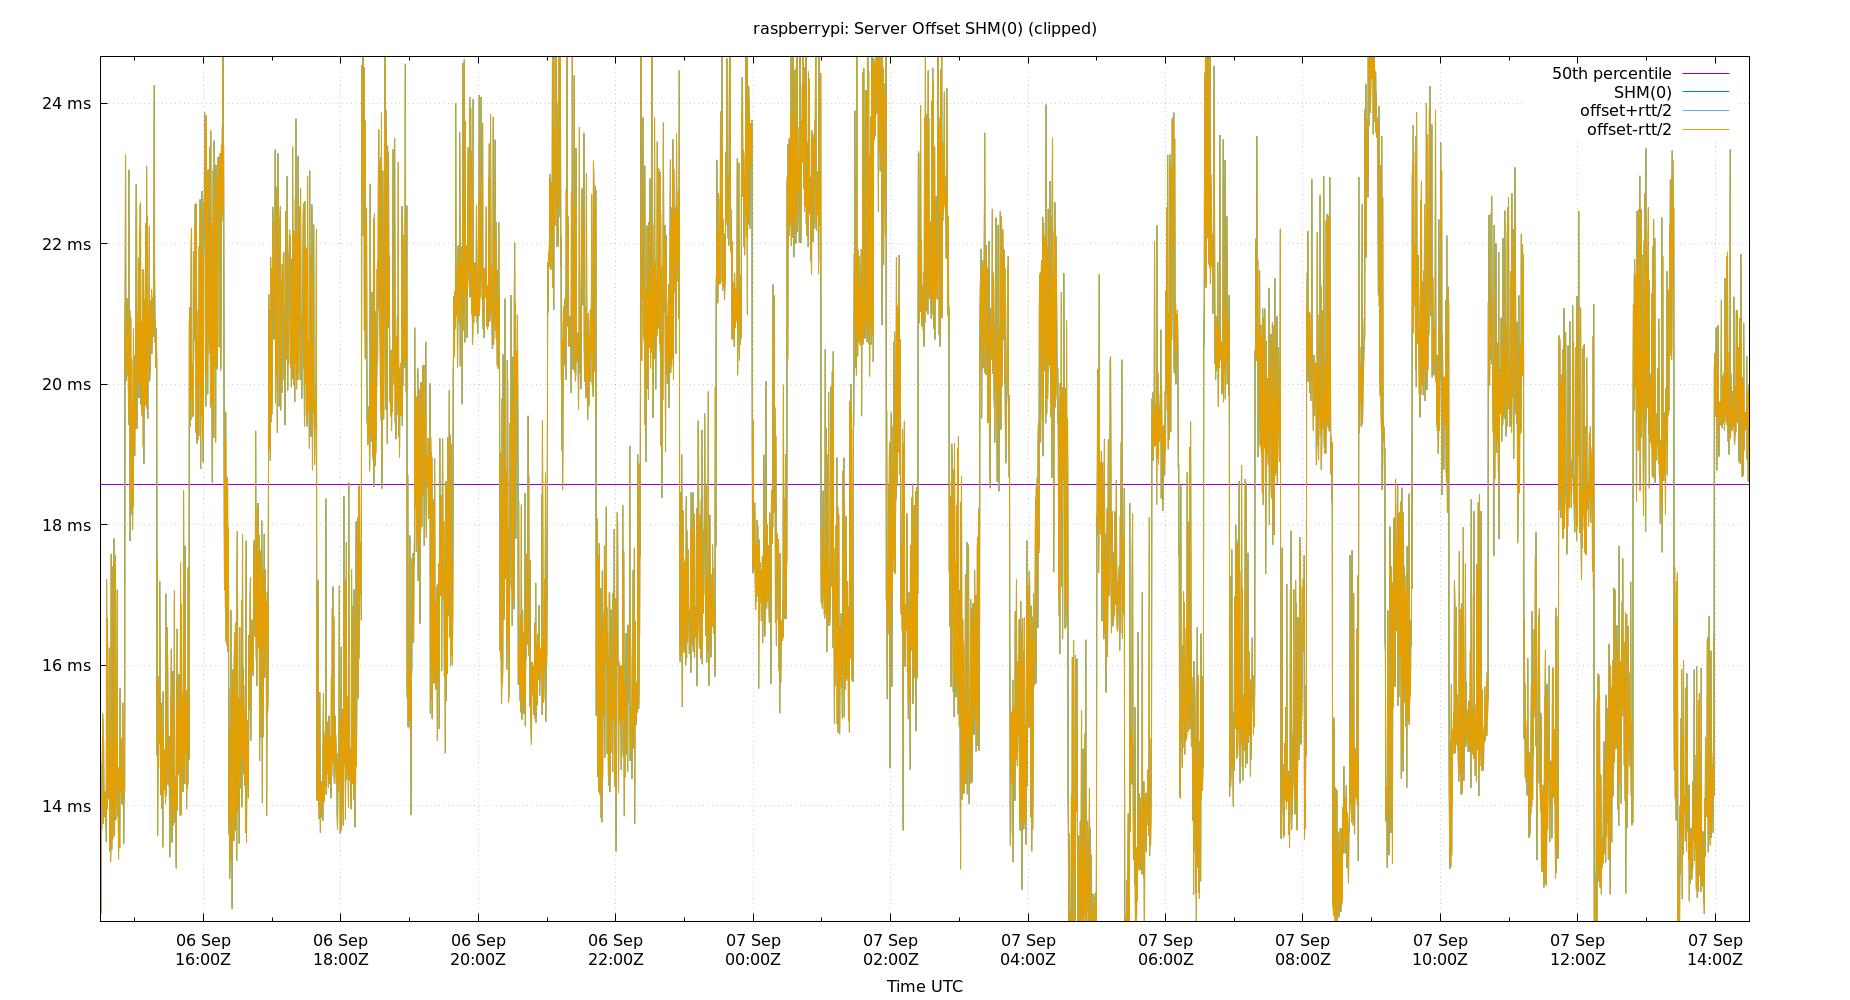 raspberrypi: Server Offset SHM(0) (clipped)
50th percentile
SHM(0)
offset+rtt/2
offset-rtt/2
24 ms
22 ms
20 ms
18 ms
16 ms
14 ms
06 Sep 06 Sep 06 Sep 06 Sep 07 Sep 07 Sep 07 Sep 07 Sep 07 Sep 07 Sep 07 Sep 07 Sep
16:00Z 18:00Z 20:00Z 22:00Z 00:00Z 02:00Z 04:00Z 06:00Z 08:00Z 10:00Z 12:00Z 14:00Z
Time UTC